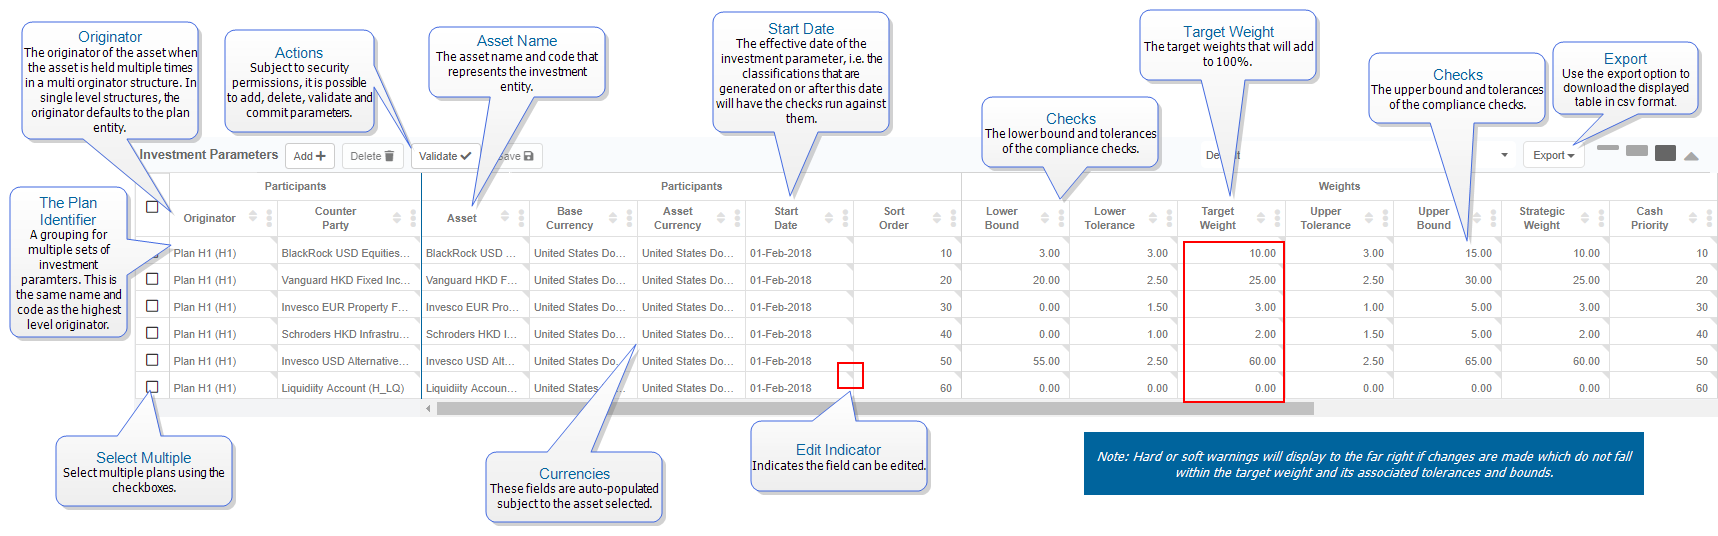 Originator
The originator of the asset when
the asset is held multiple times
in a multi orginator structure. In
single level structures, the
originator defaults to the plan
entity.
Actions
Subject to security
permissions, it is possible
to add, delete, validate and
commit parameters.
Asset Name
The asset name and code that
represents the investment
entity.
Start Date
The effective date of the
investment parameter, i.e. the
classifications that are
generated on or after this date
will have the checks run against
them.
Checks
The lower bound and tolerances
of the compliance checks.
Target Weight
The target weights that will add
to 100%.
Checks
The upper bound and tolerances
of the compliance checks.
Export
Use the export option to
download the displayed
table in csv format.
Investment Parameters Add Delete Validate Export
Participants Participants Weights
Originator Counter Party Asset Base Currency Asset Currency Start Date Sort Order Lower Bound Lower Tolerance Target Weight Upper Tolerance Upper Bound Strategic Weight Cash Priority
Plan H1 (H1) BlackRock USD Equities... BlackRock USD ... United States Do... United States Do... 01-Feb-2018 10 3.00 3.00 10.00 3.00 15.00 10.00 10
Plan H1 (H1) Vanguard HKD Fixed Inc... Vanguard HKD F... United States Do... United States Do... 01-Feb-2018 20 20.00 2.50 25.00 2.50 30.00 25.00 20
Plan H1 (H1) Invesco EUR Property F... Invesco EUR Pro... United States Do... United States Do... 01-Feb-2018 30 0.00 1.50 3.00 1.00 5.00 3.00 30
Plan H1 (H1) Schroders HKD Infrastru... Schroders HKD I... United States Do... United States Do... 01-Feb-2018 40 0.00 1.00 2.00 1.50 5.00 2.00 40
Plan H1 (H1) Invesco USD Alternative... Invesco USD Alt... United States Do... United States Do... 01-Feb-2018 50 55.00 2.50 60.00 2.50 65.00 60.00 50
Plan H1 (H1) Liquidiity Account (H_LQ) Liquidiity Accoun... United States Do... United States Do... 01-Feb-2018 60 0.00 0.00 0.00 0.00 0.00 0.00 60
The Plan
Identifier
A grouping for
multiple sets of
investment
paramters. This is
the same name and
code as the highest
level originator.
Select Multiple
Select multiple plans using the
checkboxes.
Currencies
These fields are auto-populated
subject to the asset selected.
Edit Indicator
Indicates the field can be edited.
Note: Hard or soft warnings will display to the far right if changes are made which do not fall
within the target weight and its associated tolerances and bounds.